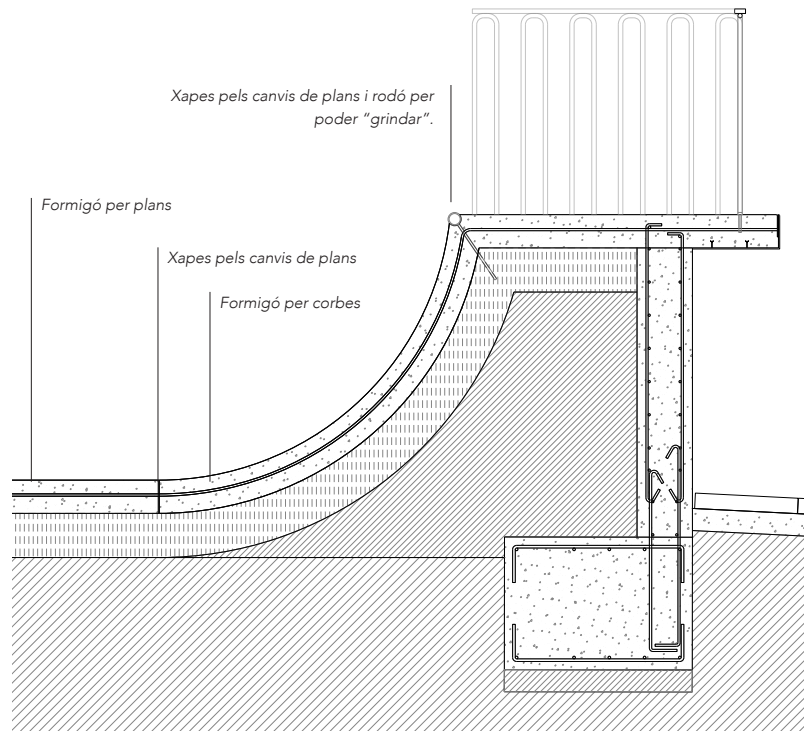 Xapes pels canvis de plans i rodó per
poder “grindar”.
Formigó per plans
Xapes pels canvis de plans
Formigó per corbes